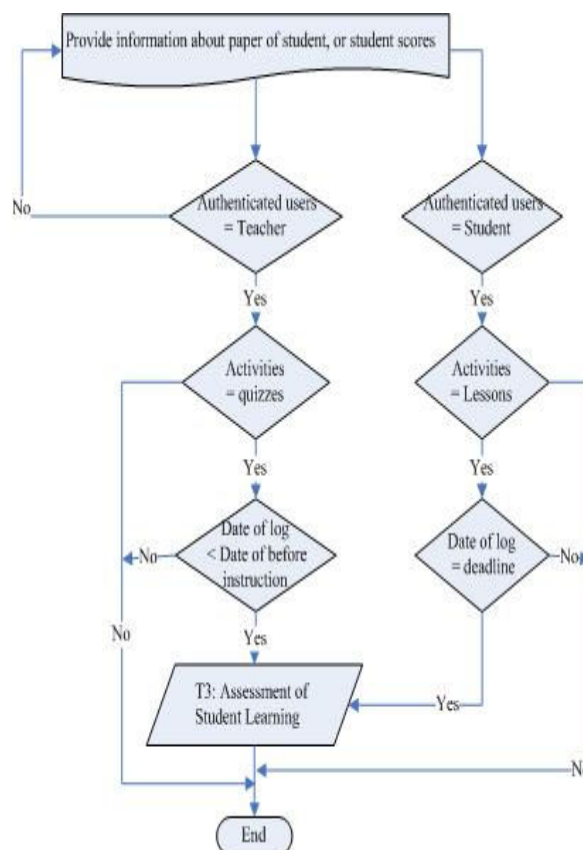 Provide information about paper of student, or student scores
No
Authenticated users
= Teacher
Authenticated users
= Student
Yes
Yes
Activities
= quizzes
Activities
= Lessons
Yes
Yes
Date of log
< Date of before
instruction
Date of log
= deadline
No
No
No
Yes
T3: Assessment of
Student Learning
Yes
No
End